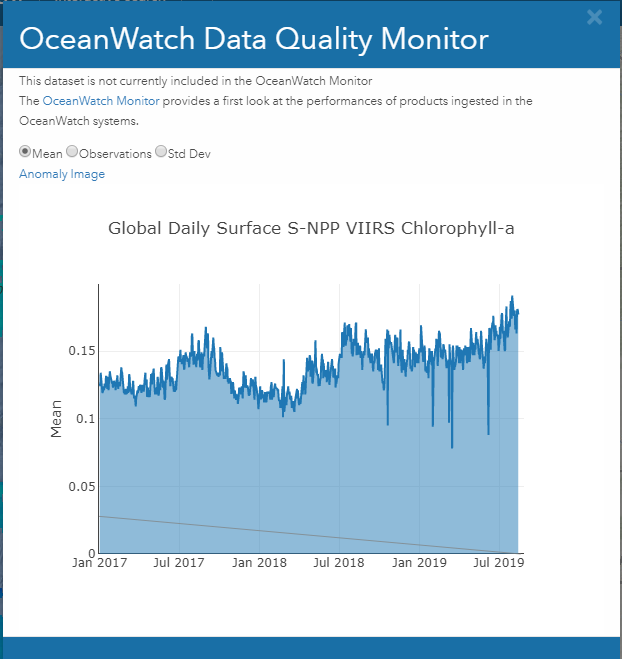 OceanWatch Data Quality Monitor
×
This dataset is not currently included in the OceanWatch Monitor
The OceanWatch Monitor provides a first look at the performances of products ingested in the
OceanWatch systems.
Mean Observations Std Dev
Anomaly Image
Global Daily Surface S-NPP VIIRS Chlorophyll-a
0.15
0.1
Mean
0.05
0
Jan 2017 Jul 2017 Jan 2018 Jul 2018 Jan 2019 Jul 2019